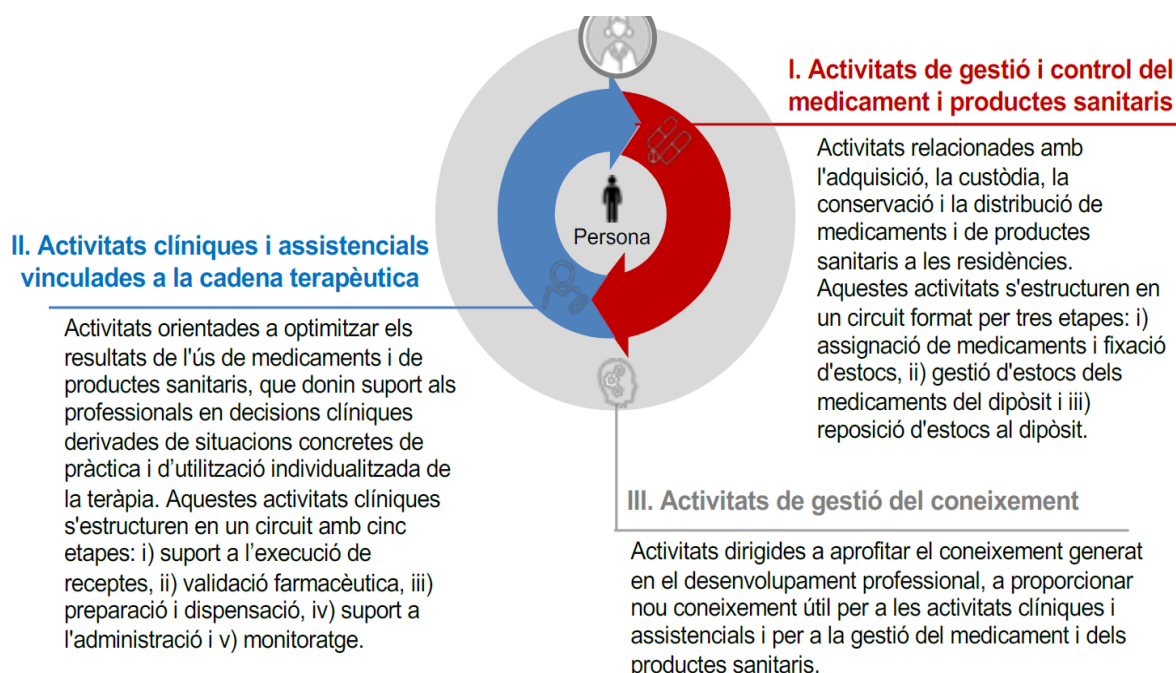 I. Activitats de gestió i control del
medicament i productes sanitaris
Activitats relacionades amb
l'adquisició, la custòdia, la
conservació i la distribució de
medicaments i de productes
sanitaris a les residències.
Aquestes activitats s'estructuren en
un circuit format per tres etapes: i)
assignació de medicaments i fixació
d'estocs, ii) gestió d'estocs dels
medicaments del dipòsit i iii)
reposició d'estocs al dipòsit.
Persona
II. Activitats clíniques i assistencials
vinculades a la cadena terapèutica
Activitats orientades a optimitzar els
resultats de l'ús de medicaments i de
productes sanitaris, que donin suport als
professionals en decisions clíniques
derivades de situacions concretes de
pràctica i d’utilització individualitzada de
la teràpia. Aquestes activitats clíniques
s'estructuren en un circuit amb cinc
etapes: i) suport a l’execució de
receptes, ii) validació farmacèutica, iii)
preparació i dispensació, iv) suport a
l'administració i v) monitoratge.
III. Activitats de gestió del coneixement
Activitats dirigides a aprofitar el coneixement generat
en el desenvolupament professional, a proporcionar
nou coneixement útil per a les activitats clíniques i
assistencials i per a la gestió del medicament i dels
productes sanitaris.